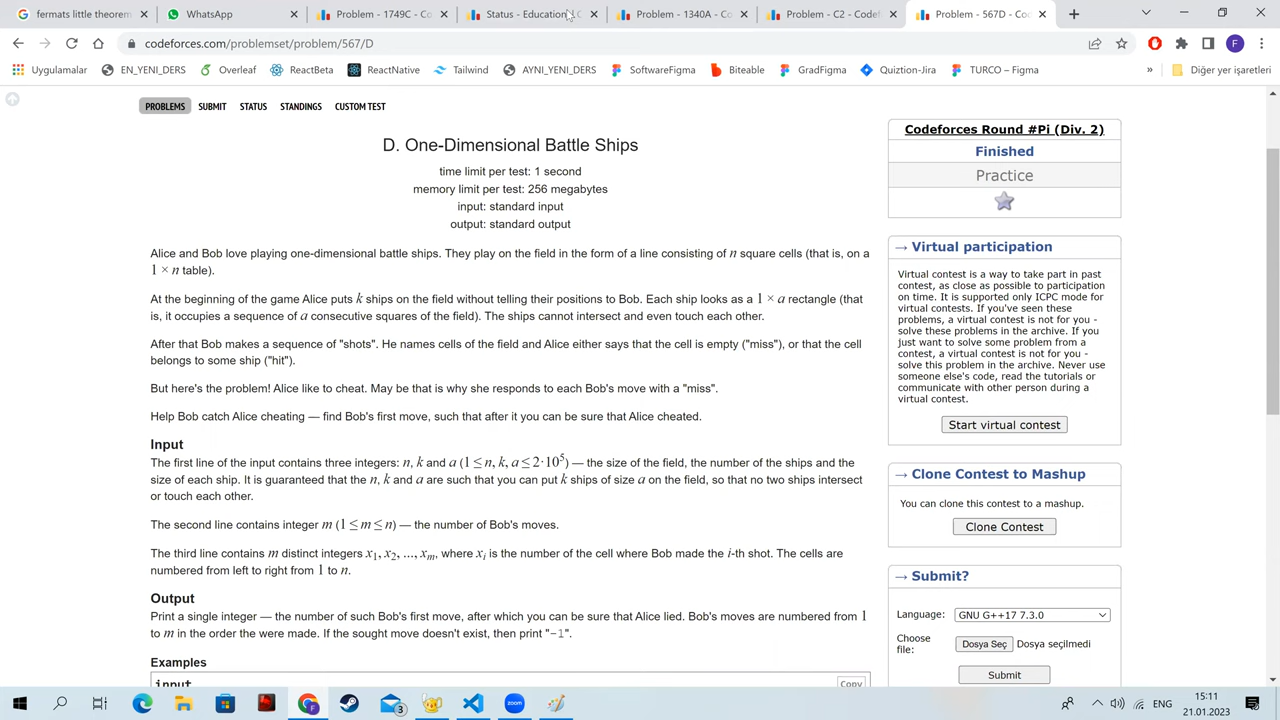 fermats little theorem
WhatsApp
Problem - 1749C - Co
Status - Educational C
Problem - 1340A - Co
Problem - C2 - Codef
Problem - 567D - Cod
codeforces.com/problemset/problem/567/D
F
Uygulamalar
EN_YENI_DERS
Overleaf
ReactBeta
ReactNative
Tailwind
AYNI_YENI_DERS
SoftwareFigma
Biteable
GradFigma
Quiztion-Jira
TURCO – Figma
»
Diğer yer işaretleri
PROBLEMS SUBMIT STATUS STANDINGS CUSTOM TEST
D. One-Dimensional Battle Ships
time limit per test: 1 second
memory limit per test: 256 megabytes
input: standard input
output: standard output
Alice and Bob love playing one-dimensional battle ships. They play on the field in the form of a line consisting of n square cells (that is, on a
1 × n table).
At the beginning of the game Alice puts k ships on the field without telling their positions to Bob. Each ship looks as a 1 × a rectangle (that
is, it occupies a sequence of a consecutive squares of the field). The ships cannot intersect and even touch each other.
After that Bob makes a sequence of "shots". He names cells of the field and Alice either says that the cell is empty ("miss"), or that the cell
belongs to some ship ("hit").
But here's the problem! Alice like to cheat. May be that is why she responds to each Bob's move with a "miss".
Help Bob catch Alice cheating — find Bob's first move, such that after it you can be sure that Alice cheated.
Input
The first line of the input contains three integers: n, k and a (1 ≤ n, k, a ≤ 2·10⁵) — the size of the field, the number of the ships and the
size of each ship. It is guaranteed that the n, k and a are such that you can put k ships of size a on the field, so that no two ships intersect
or touch each other.
The second line contains integer m (1 ≤ m ≤ n) — the number of Bob's moves.
The third line contains m distinct integers x₁, x₂, ..., xₘ, where xᵢ is the number of the cell where Bob made the i-th shot. The cells are
numbered from left to right from 1 to n.
Output
Print a single integer — the number of such Bob's first move, after which you can be sure that Alice lied. Bob's moves are numbered from 1
to m in the order the were made. If the sought move doesn't exist, then print "-1".
Examples
input
Copy
Codeforces Round #Pi (Div. 2)
Finished
Practice
→ Virtual participation
Virtual contest is a way to take part in past
contest, as close as possible to participation
on time. It is supported only ICPC mode for
virtual contests. If you've seen these
problems, a virtual contest is not for you -
solve these problems in the archive. If you
just want to solve some problem from a
contest, a virtual contest is not for you -
solve this problem in the archive. Never use
someone else's code, read the tutorials or
communicate with other person during a
virtual contest.
Start virtual contest
→ Clone Contest to Mashup
You can clone this contest to a mashup.
Clone Contest
→ Submit?
Language: GNU G++17 7.3.0
Choose
file: Dosya Seç Dosya seçilmedi
Submit
3
zoom
ENG
15:11
21.01.2023